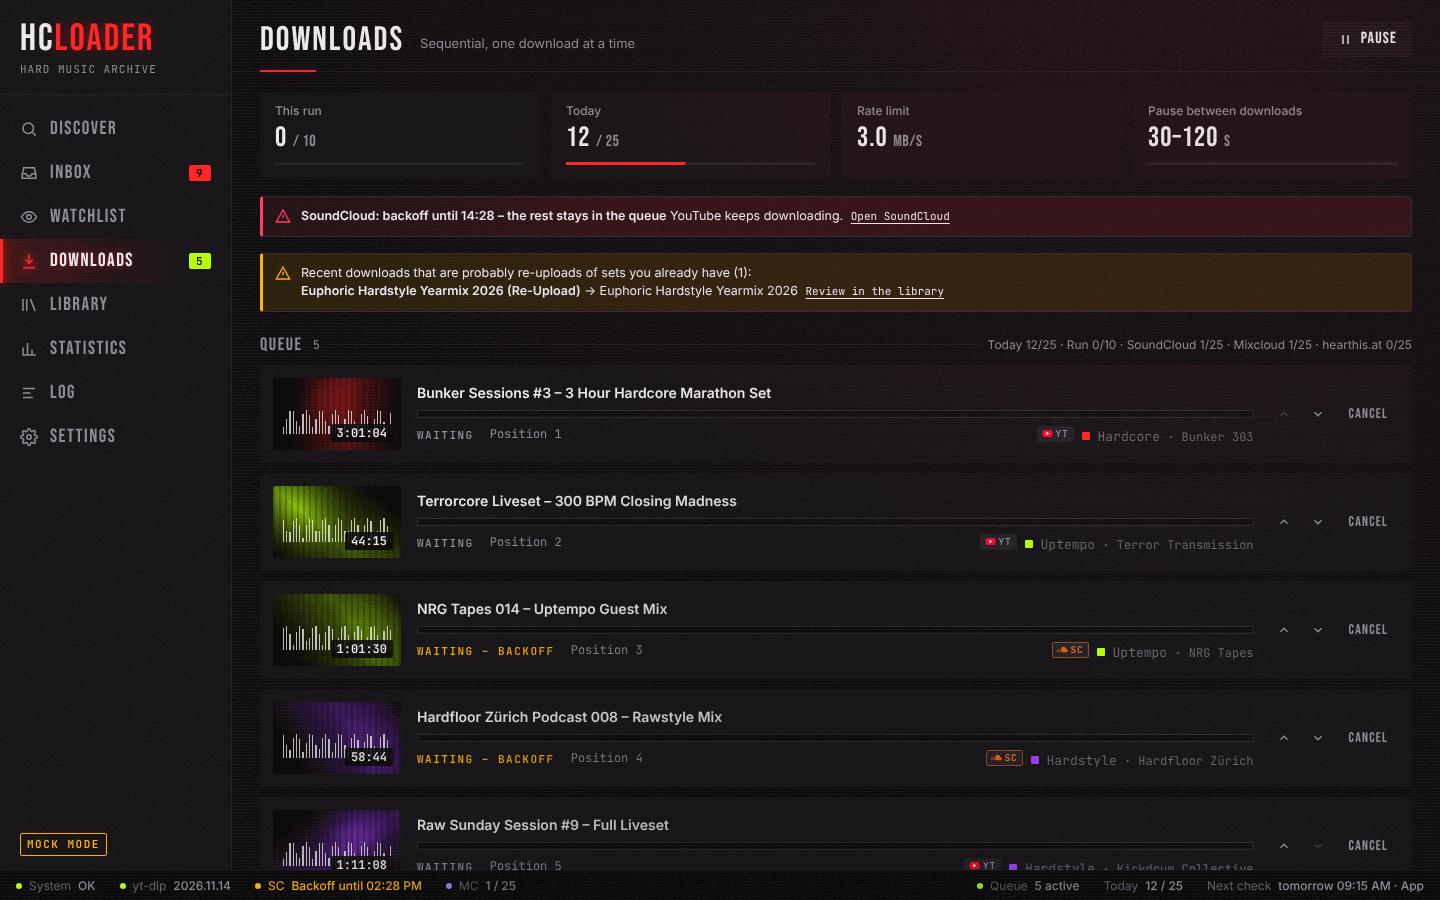 HCLOADER
HARD MUSIC ARCHIVE
DISCOVER
INBOX 9
WATCHLIST
DOWNLOADS 5
LIBRARY
STATISTICS
LOG
SETTINGS
MOCK MODE
DOWNLOADS Sequential, one download at a time
PAUSE
This run
0 / 10
Today
12 / 25
Rate limit
3.0 MB/S
Pause between downloads
30–120 S
SoundCloud: backoff until 14:28 – the rest stays in the queue YouTube keeps downloading. Open SoundCloud
Recent downloads that are probably re-uploads of sets you already have (1):
Euphoric Hardstyle Yearmix 2026 (Re-Upload) → Euphoric Hardstyle Yearmix 2026 Review in the library
QUEUE 5
Today 12/25 · Run 0/10 · SoundCloud 1/25 · Mixcloud 1/25 · hearthis.at 0/25
3:01:04
Bunker Sessions #3 – 3 Hour Hardcore Marathon Set
WAITING Position 1
YT Hardcore · Bunker 303
CANCEL
44:15
Terrorcore Liveset – 300 BPM Closing Madness
WAITING Position 2
YT Uptempo · Terror Transmission
CANCEL
1:01:30
NRG Tapes 014 – Uptempo Guest Mix
WAITING – BACKOFF Position 3
SC Uptempo · NRG Tapes
CANCEL
58:44
Hardfloor Zürich Podcast 008 – Rawstyle Mix
WAITING – BACKOFF Position 4
SC Hardstyle · Hardfloor Zürich
CANCEL
1:11:08
Raw Sunday Session #9 – Full Liveset
WAITING Position 5
YT Hardstyle · Kickdrum Collective
CANCEL
System OK
yt-dlp 2026.11.14
SC Backoff until 02:28 PM
MC 1 / 25
Queue 5 active
Today 12 / 25
Next check tomorrow 09:15 AM · App